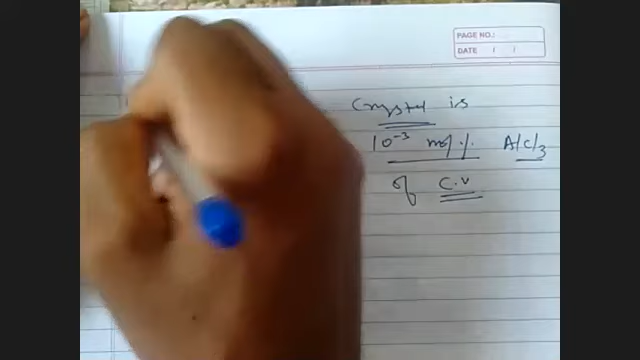 PAGE NO.:
DATE / /
Crystal is
10⁻³ mol % AlCl₃
of C.V